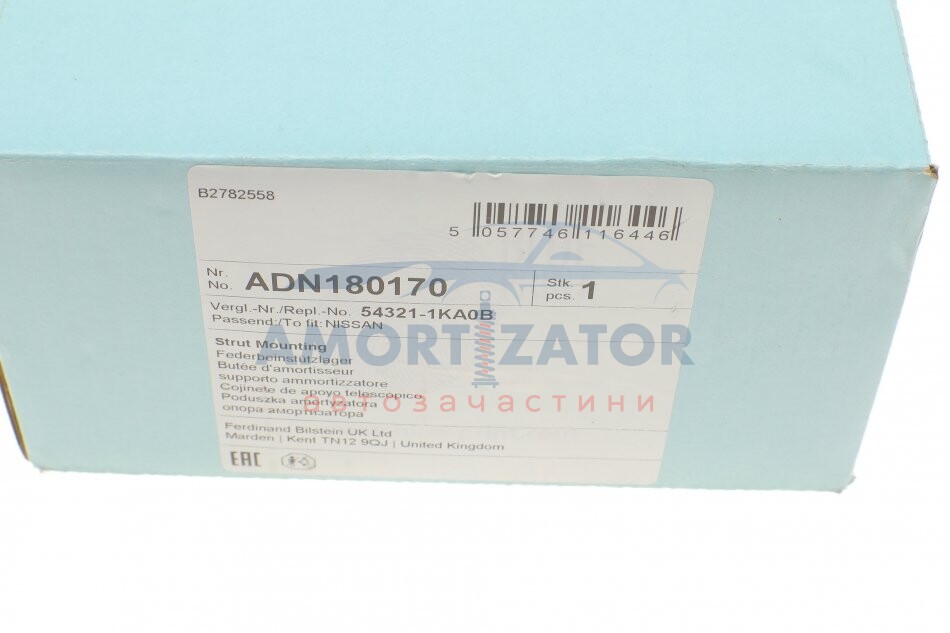 B2782558
5 057746 116446
Nr.
No. ADN180170
Stk.
pcs. 1
Vergl.-Nr./Repl.-No. 54321-1KA0B
Passend:/To fit: NISSAN
AMORTIZATOR
Strut Mounting
Federbeinstützlager
Butée d'amortisseur
supporto ammortizzatore
Cojinete de apoyo telescópico
автозачастини
Poduszka amortyzatora
опора амортизатора
Ferdinand Bilstein UK Ltd
Marden | Kent TN12 9QJ | United Kingdom
EAC